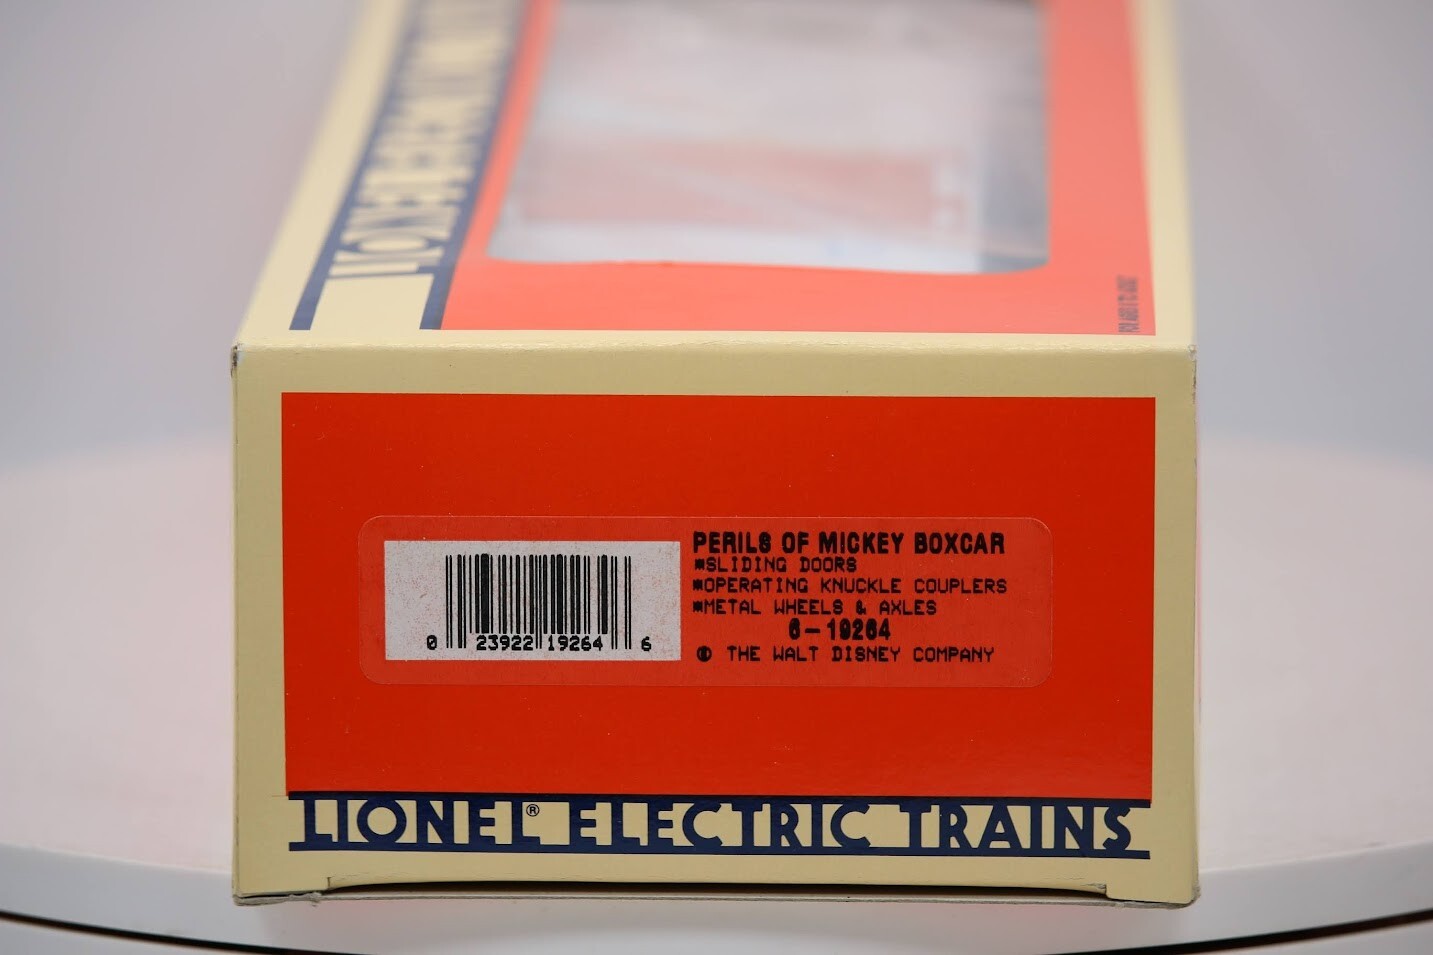 LIONEL ELECTRIC
PERILS OF MICKEY BOXCAR
*SLIDING DOORS
*OPERATING KNUCKLE COUPLERS
*METAL WHEELS & AXLES
6-19264
© THE WALT DISNEY COMPANY
0 23922 19264 6
LIONEL® ELECTRIC TRAINS